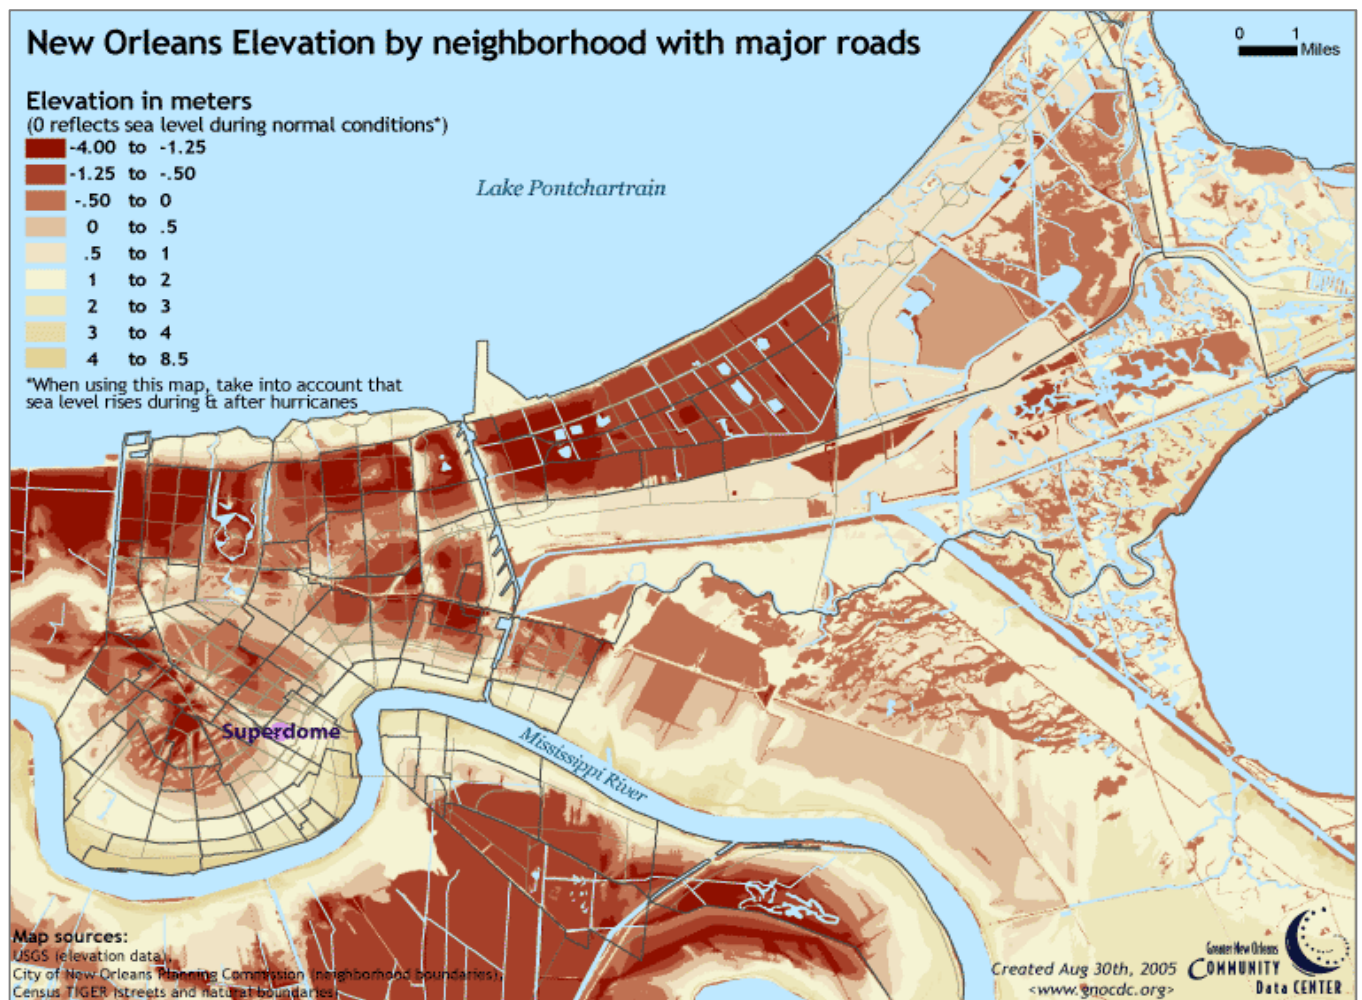 New Orleans Elevation by neighborhood with major roads
0 1
Miles
Elevation in meters
(0 reflects sea level during normal conditions*)
-4.00 to -1.25
-1.25 to -.50
-.50 to 0
0 to .5
.5 to 1
1 to 2
2 to 3
3 to 4
4 to 8.5
*When using this map, take into account that
sea level rises during & after hurricanes
Lake Pontchartrain
Superdome
Mississippi River
Map sources:
USGS (elevation data),
City of New Orleans Planning Commission (neighborhood boundaries),
Census TIGER (streets and natural boundaries)
Created Aug 30th, 2005
<www.gnocdc.org>
Greater New Orleans
COMMUNITY
Data CENTER